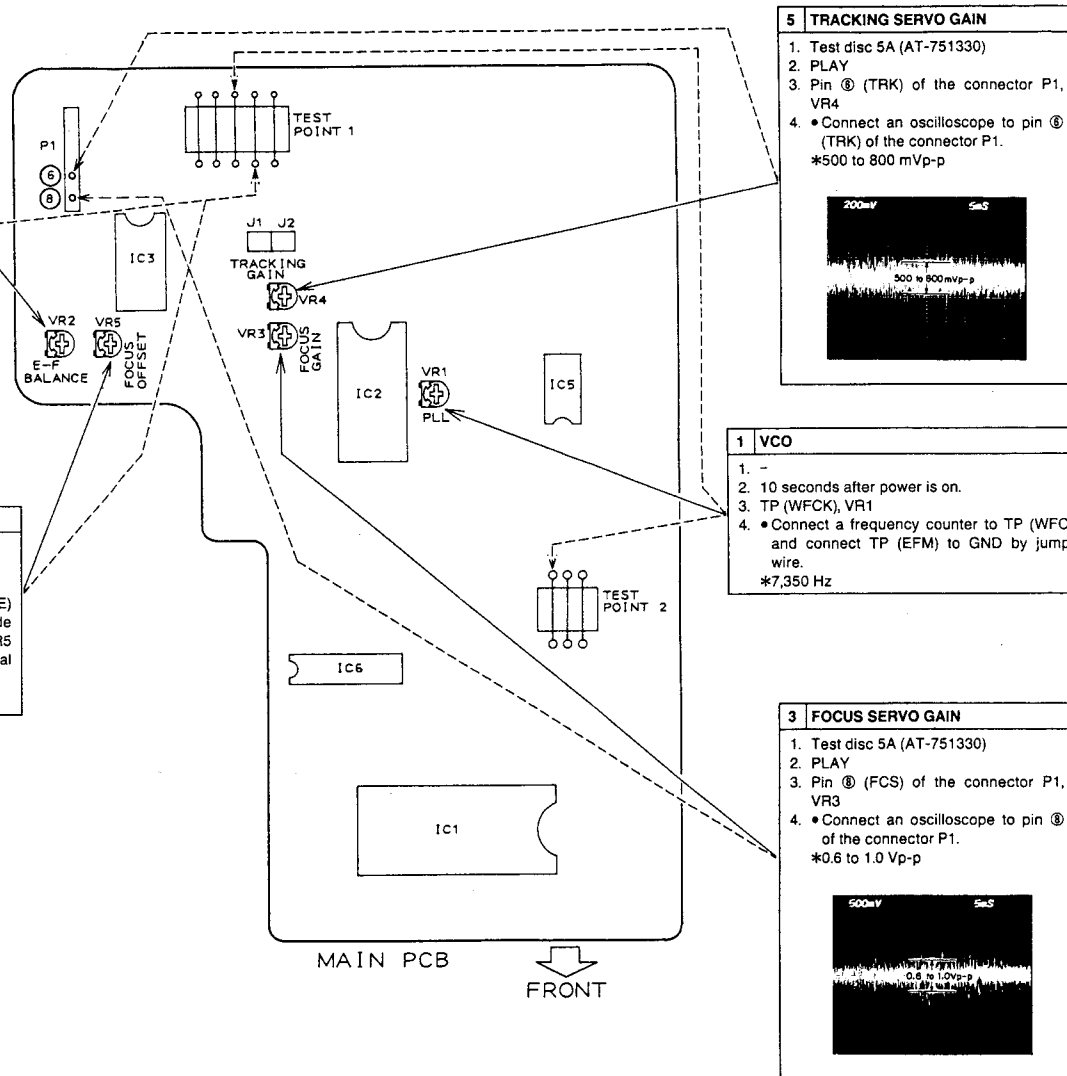 5 TRACKING SERVO GAIN
1. Test disc 5A (AT-751330)
2. PLAY
3. Pin ⑧ (TRK) of the connector P1,
VR4
4. • Connect an oscilloscope to pin ⑥
(TRK) of the connector P1.
*500 to 800 mVp-p
200mV 5mS
500 to 800mVp-p
TEST
POINT 1
P1
6
8
IC3
J1 J2
TRACKING
GAIN
VR4
VR3
FOCUS
GAIN
VR2 VR5
E-F
BALANCE
FOCUS
OFFSET
IC2
VR1
PLL
IC5
1 VCO
1. -
2. 10 seconds after power is on.
3. TP (WFCK), VR1
4. • Connect a frequency counter to TP (WFC
and connect TP (EFM) to GND by jump
wire.
*7,350 Hz
E)
de
R5
al
TEST
POINT 2
IC6
IC1
MAIN PCB
FRONT
3 FOCUS SERVO GAIN
1. Test disc 5A (AT-751330)
2. PLAY
3. Pin ⑧ (FCS) of the connector P1,
VR3
4. • Connect an oscilloscope to pin ⑧
of the connector P1.
*0.6 to 1.0 Vp-p
500mV 5mS
0.6 to 1.0Vp-p